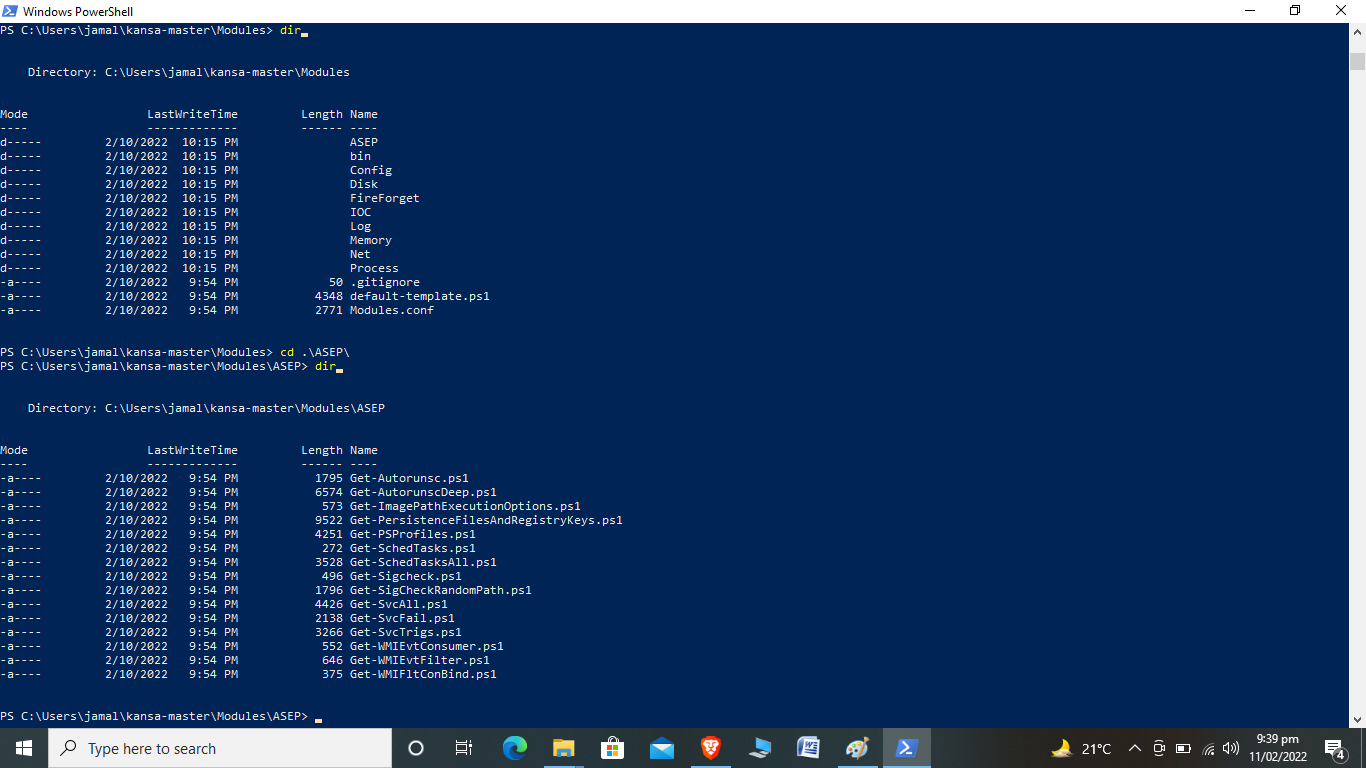 Windows PowerShell
PS C:\Users\jamal\kansa-master\Modules> dir
Directory: C:\Users\jamal\kansa-master\Modules
Mode LastWriteTime Length Name
---- ------------- ------ ----
d----- 2/10/2022 10:15 PM ASEP
d----- 2/10/2022 10:15 PM bin
d----- 2/10/2022 10:15 PM Config
d----- 2/10/2022 10:15 PM Disk
d----- 2/10/2022 10:15 PM FireForget
d----- 2/10/2022 10:15 PM IOC
d----- 2/10/2022 10:15 PM Log
d----- 2/10/2022 10:15 PM Memory
d----- 2/10/2022 10:15 PM Net
d----- 2/10/2022 10:15 PM Process
-a---- 2/10/2022 9:54 PM 50 .gitignore
-a---- 2/10/2022 9:54 PM 4348 default-template.ps1
-a---- 2/10/2022 9:54 PM 2771 Modules.conf
PS C:\Users\jamal\kansa-master\Modules> cd .\ASEP\
PS C:\Users\jamal\kansa-master\Modules\ASEP> dir
Directory: C:\Users\jamal\kansa-master\Modules\ASEP
Mode LastWriteTime Length Name
---- ------------- ------ ----
-a---- 2/10/2022 9:54 PM 1795 Get-Autorunsc.ps1
-a---- 2/10/2022 9:54 PM 6574 Get-AutorunscDeep.ps1
-a---- 2/10/2022 9:54 PM 573 Get-ImagePathExecutionOptions.ps1
-a---- 2/10/2022 9:54 PM 9522 Get-PersistenceFilesAndRegistryKeys.ps1
-a---- 2/10/2022 9:54 PM 4251 Get-PSProfiles.ps1
-a---- 2/10/2022 9:54 PM 272 Get-SchedTasks.ps1
-a---- 2/10/2022 9:54 PM 3528 Get-SchedTasksAll.ps1
-a---- 2/10/2022 9:54 PM 496 Get-Sigcheck.ps1
-a---- 2/10/2022 9:54 PM 1796 Get-SigCheckRandomPath.ps1
-a---- 2/10/2022 9:54 PM 4426 Get-SvcAll.ps1
-a---- 2/10/2022 9:54 PM 2138 Get-SvcFail.ps1
-a---- 2/10/2022 9:54 PM 3266 Get-SvcTrigs.ps1
-a---- 2/10/2022 9:54 PM 552 Get-WMIEvtConsumer.ps1
-a---- 2/10/2022 9:54 PM 646 Get-WMIEvtFilter.ps1
-a---- 2/10/2022 9:54 PM 375 Get-WMIFltConBind.ps1
PS C:\Users\jamal\kansa-master\Modules\ASEP>
Type here to search
21°C
9:39 pm
11/02/2022
4